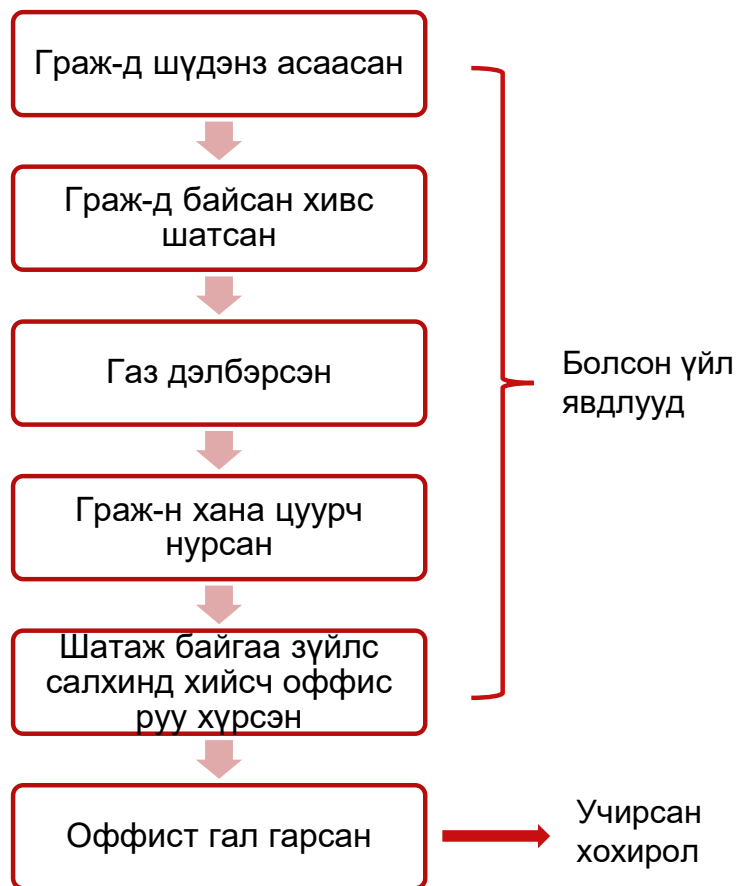 Граж-д шүдэнз асаасан
Граж-д байсан хивс
шатсан
Газ дэлбэрсэн
Болсон үйл
явдлууд
Граж-н хана цуурч
нурсан
Шатаж байгаа зүйлс
салхинд хийсч оффис
руу хүрсэн
Оффист гал гарсан
Учирсан
хохирол